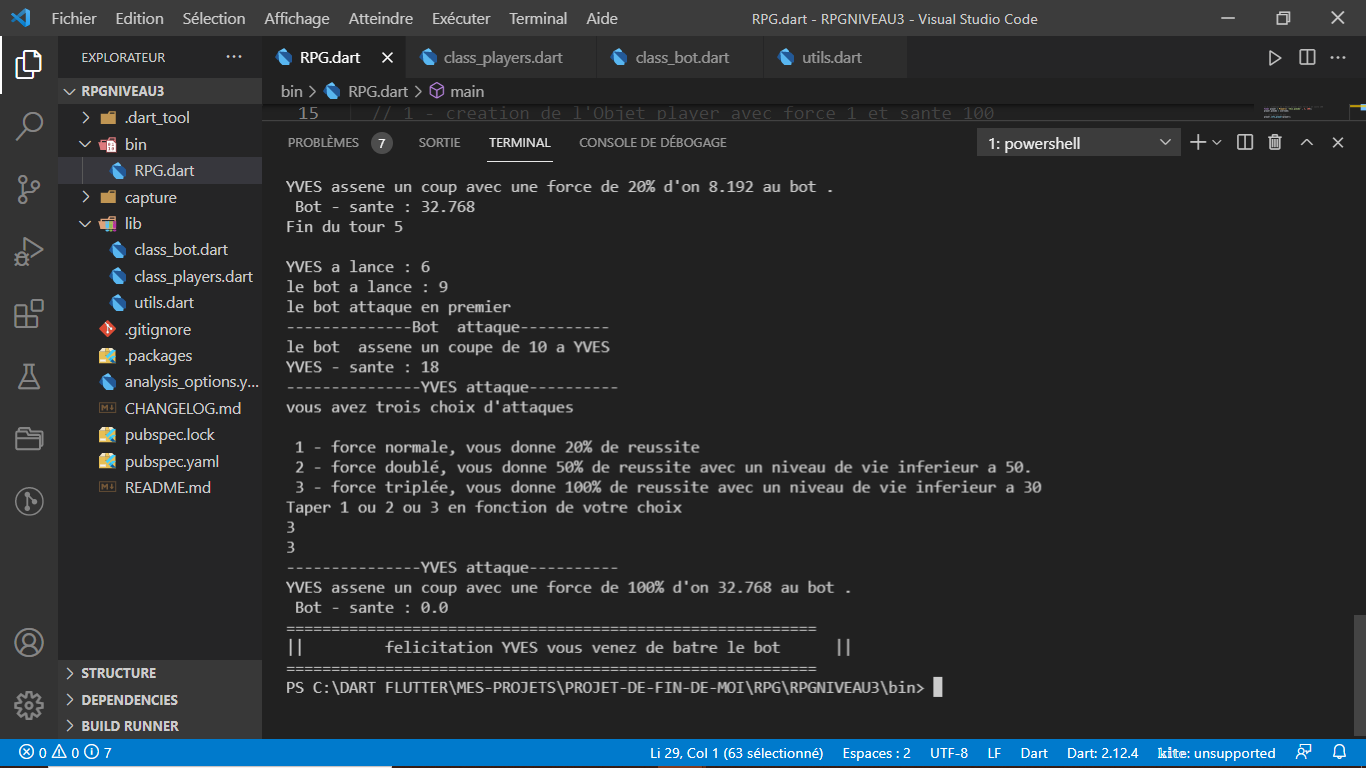 Fichier Edition Sélection Affichage Atteindre Exécuter Terminal Aide RPG.dart - RPGNIVEAU3 - Visual Studio Code
EXPLORATEUR
RPG.dart class_players.dart class_bot.dart utils.dart
RPGNIVEAU3
.dart_tool
bin
RPG.dart
capture
lib
class_bot.dart
class_players.dart
utils.dart
.gitignore
.packages
analysis_options.y...
CHANGELOG.md
pubspec.lock
pubspec.yaml
README.md
STRUCTURE
DEPENDENCIES
BUILD RUNNER
bin > RPG.dart > main
15 // 1 - creation de l'Objet player avec force 1 et sante 100
PROBLÈMES 7 SORTIE TERMINAL CONSOLE DE DÉBOGAGE 1: powershell
YVES assene un coup avec une force de 20% d'on 8.192 au bot .
Bot - sante : 32.768
Fin du tour 5
YVES a lance : 6
le bot a lance : 9
le bot attaque en premier
--------------Bot  attaque----------
le bot  assene un coupe de 10 a YVES
YVES - sante : 18
---------------YVES attaque----------
vous avez trois choix d'attaques
1 - force normale, vous donne 20% de reussite
2 - force doublé, vous donne 50% de reussite avec un niveau de vie inferieur a 50.
3 - force triplée, vous donne 100% de reussite avec un niveau de vie inferieur a 30
Taper 1 ou 2 ou 3 en fonction de votre choix
3
3
---------------YVES attaque----------
YVES assene un coup avec une force de 100% d'on 32.768 au bot .
Bot - sante : 0.0
===========================================================
||         felicitation YVES vous venez de batre le bot      ||
===========================================================
PS C:\DART FLUTTER\MES-PROJETS\PROJET-DE-FIN-DE-MOI\RPG\RPGNIVEAU3\bin>
0 0 7 Li 29, Col 1 (63 sélectionné) Espaces : 2 UTF-8 LF Dart Dart: 2.12.4 kite: unsupported